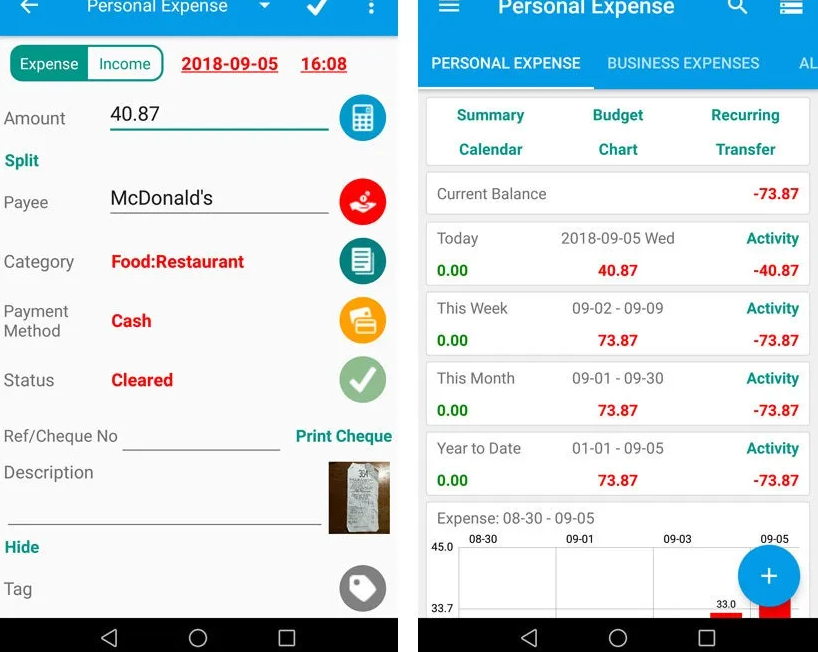 Personal Expense
Expense Income 2018-09-05 16:08
Amount 40.87
Split
Payee McDonald's
Category Food:Restaurant
Payment Method Cash
Status Cleared
Ref/Cheque No Print Cheque
Description
Hide
Tag
Personal Expense
PERSONAL EXPENSE BUSINESS EXPENSES AL
Summary Budget Recurring
Calendar Chart Transfer
Current Balance -73.87
Today 2018-09-05 Wed Activity
0.00 40.87 -40.87
This Week 09-02 - 09-09 Activity
0.00 73.87 -73.87
This Month 09-01 - 09-30 Activity
0.00 73.87 -73.87
Year to Date 01-01 - 09-05 Activity
0.00 73.87 -73.87
Expense: 08-30 - 09-05
08-30 09-01 09-03 09-05
45.0
33.0
33.7